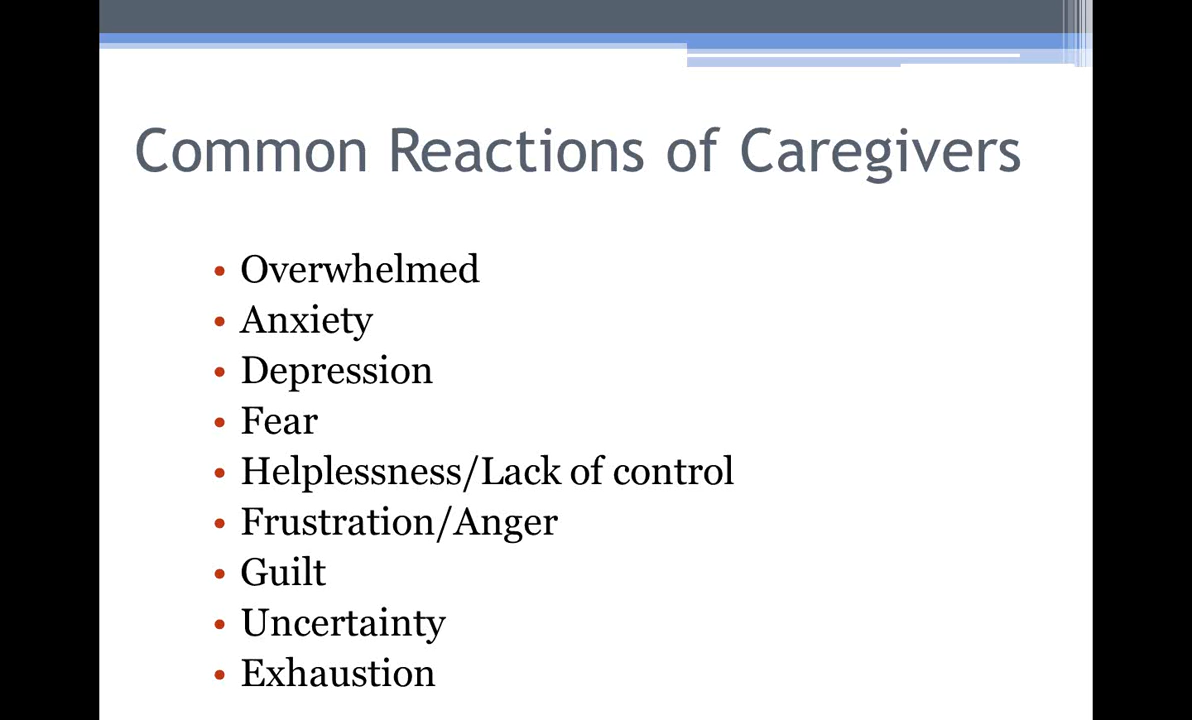 Common Reactions of Caregivers
• Overwhelmed
• Anxiety
• Depression
• Fear
• Helplessness/Lack of control
• Frustration/Anger
• Guilt
• Uncertainty
• Exhaustion